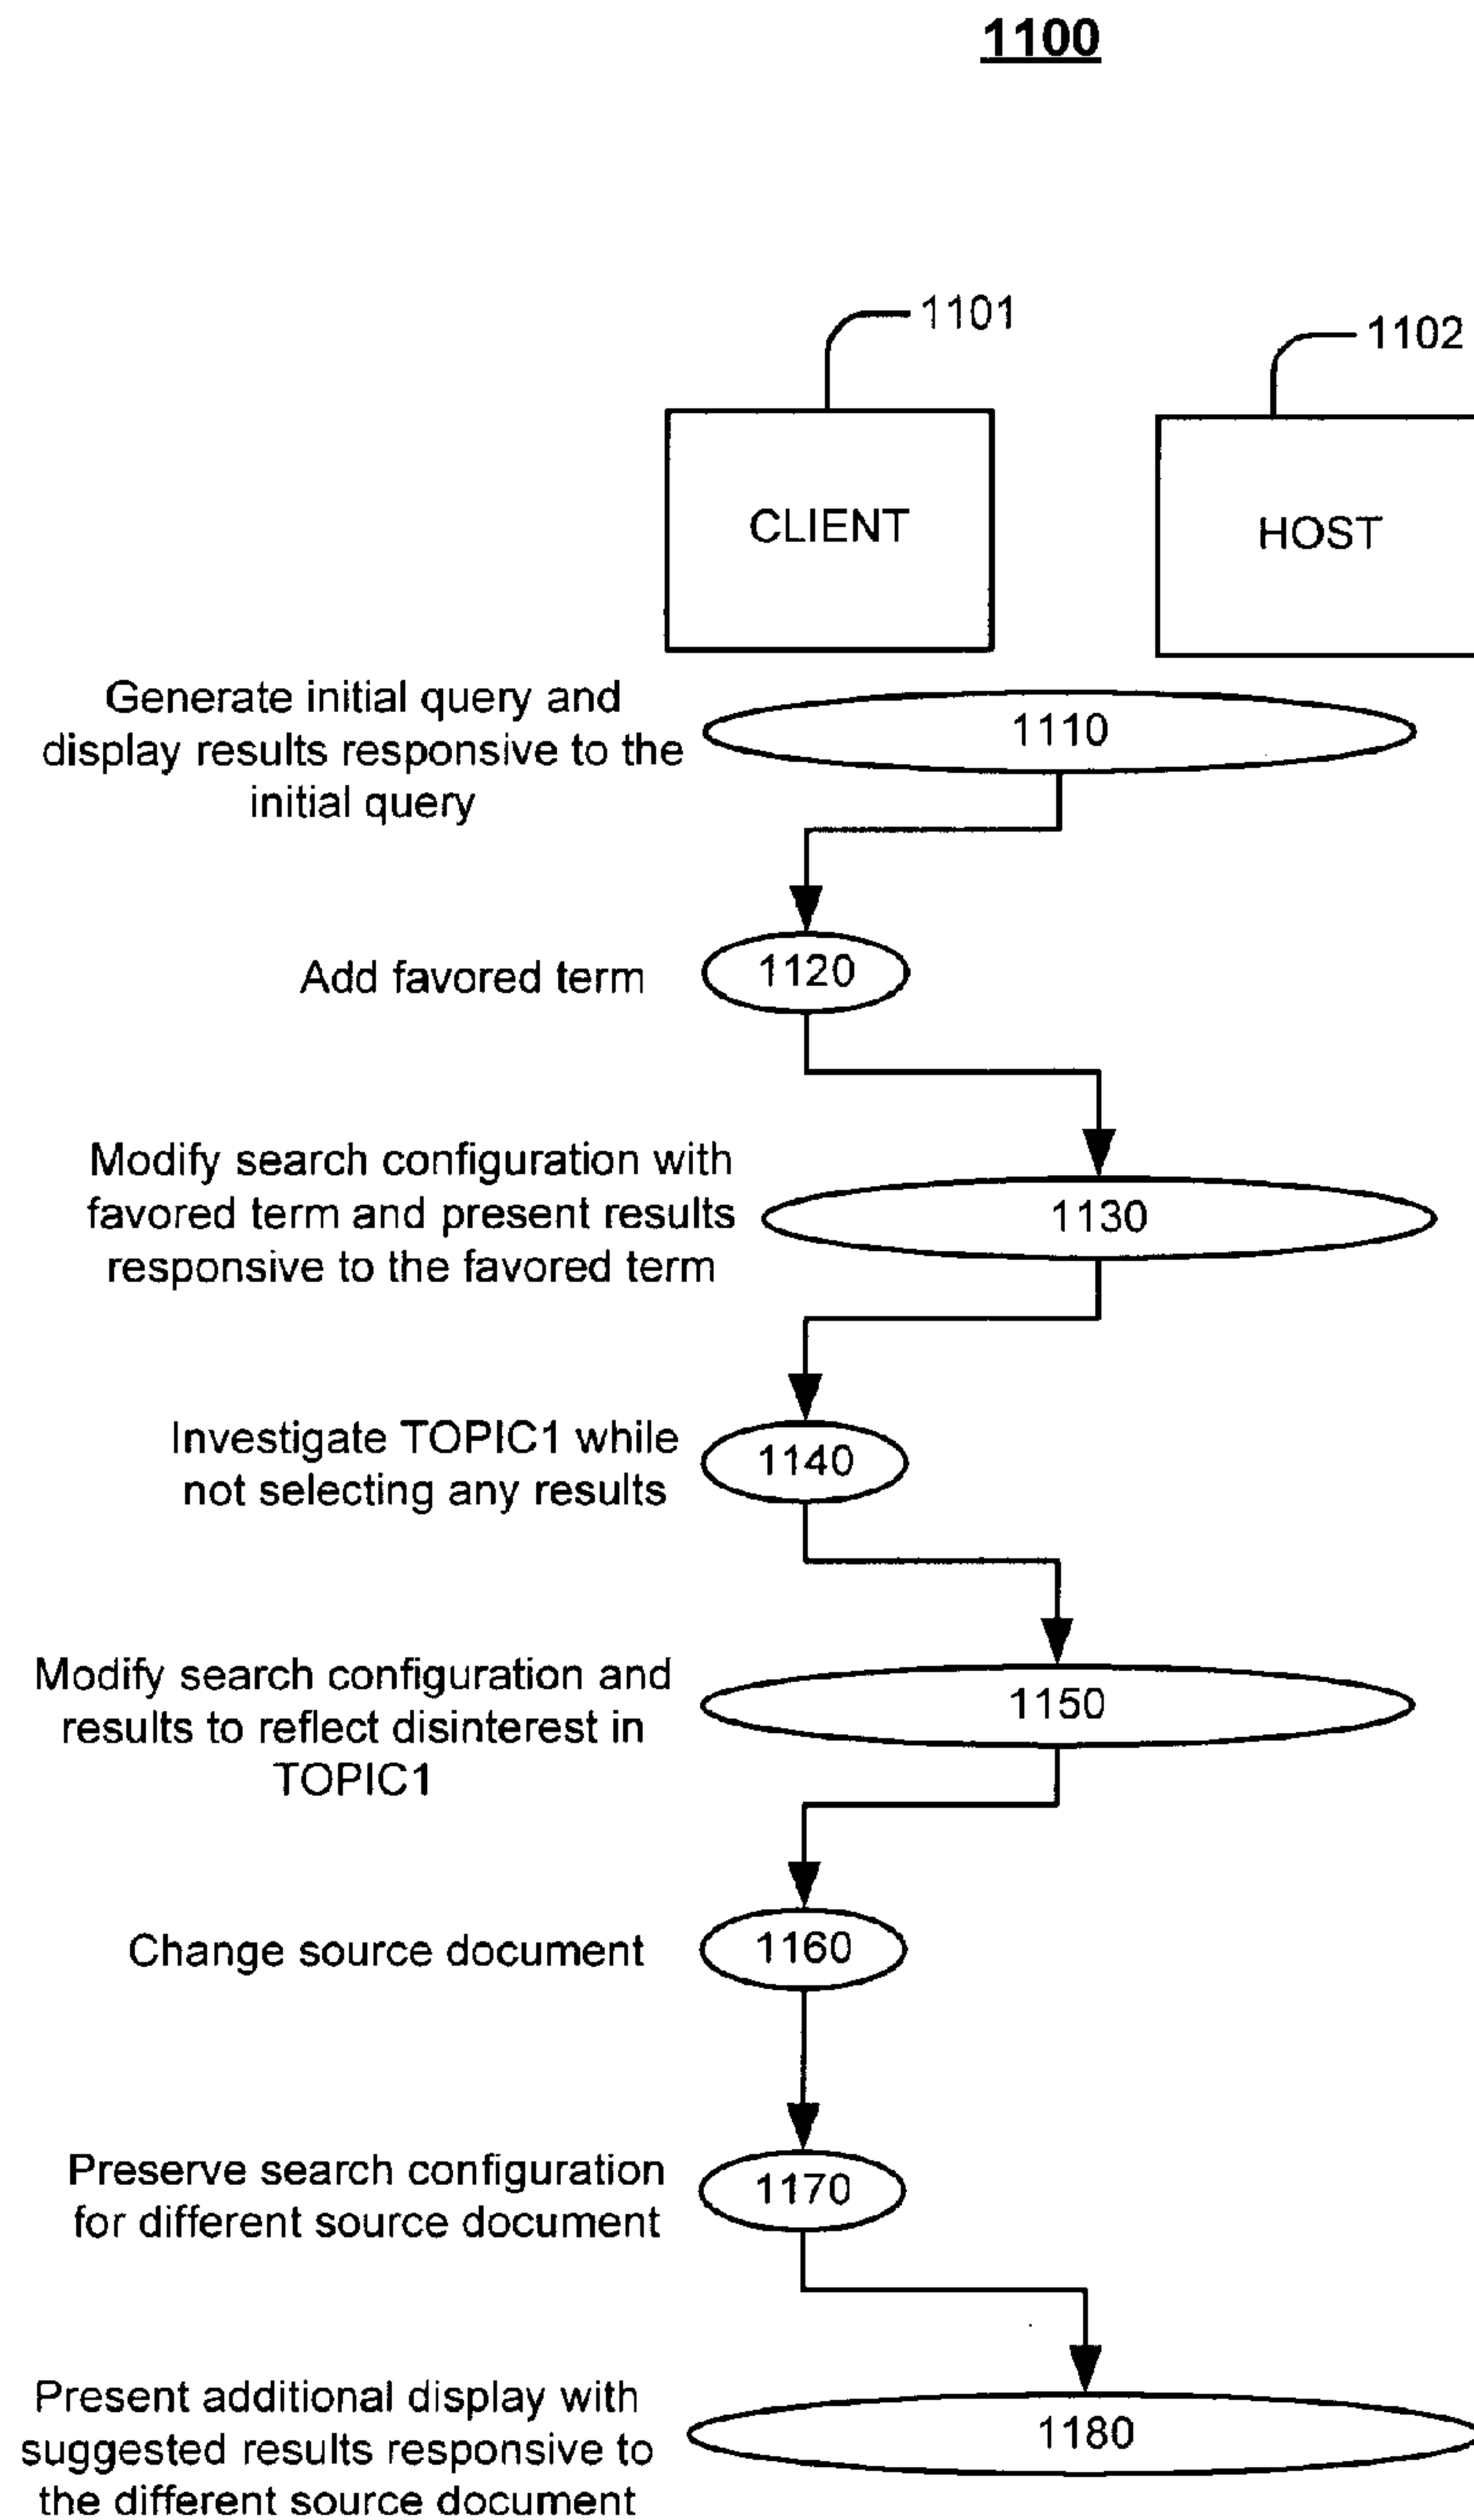 1100
1101
1102
CLIENT
HOST
Generate initial query and
display results responsive to the
initial query
1110
Add favored term
1120
Modify search configuration with
favored term and present results
responsive to the favored term
1130
Investigate TOPIC1 while
not selecting any results
1140
Modify search configuration and
results to reflect disinterest in
TOPIC1
1150
Change source document
1160
Preserve search configuration
for different source document
1170
Present additional display with
suggested results responsive to
the different source document
1180